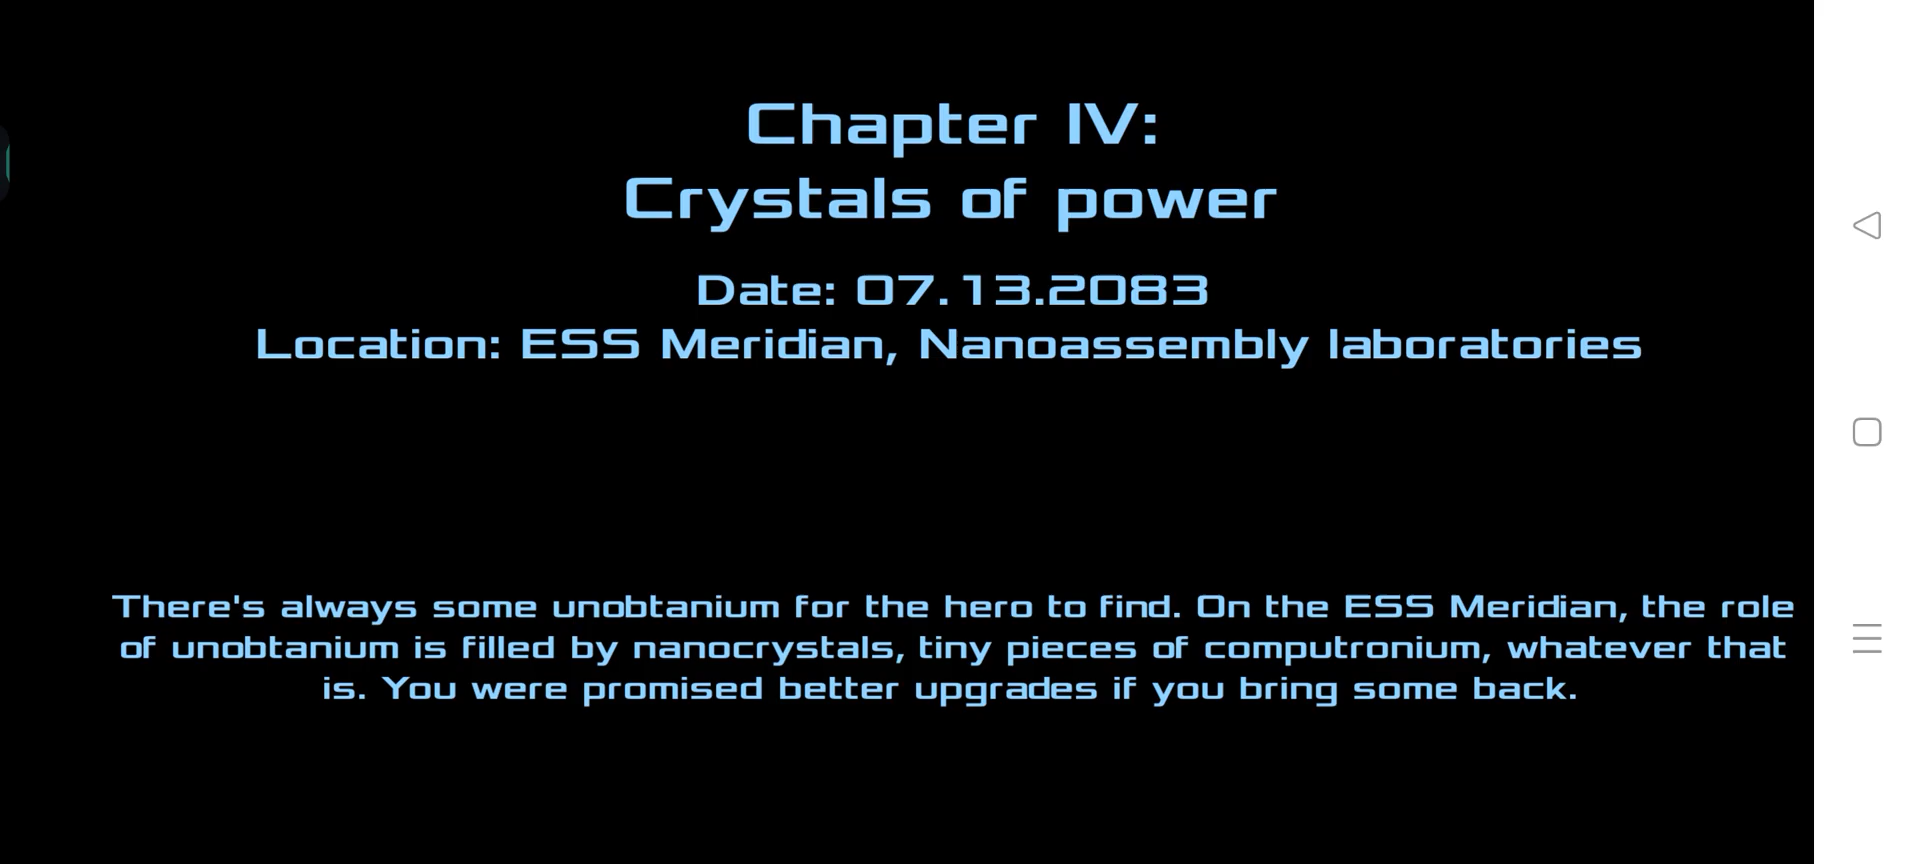 Chapter IV:
Crystals of power
Date: 07.13.2083
Location: ESS Meridian, Nanoassembly laboratories
There's always some unobtanium for the hero to find. On the ESS Meridian, the role
of unobtanium is filled by nanocrystals, tiny pieces of computronium, whatever that
is. You were promised better upgrades if you bring some back.